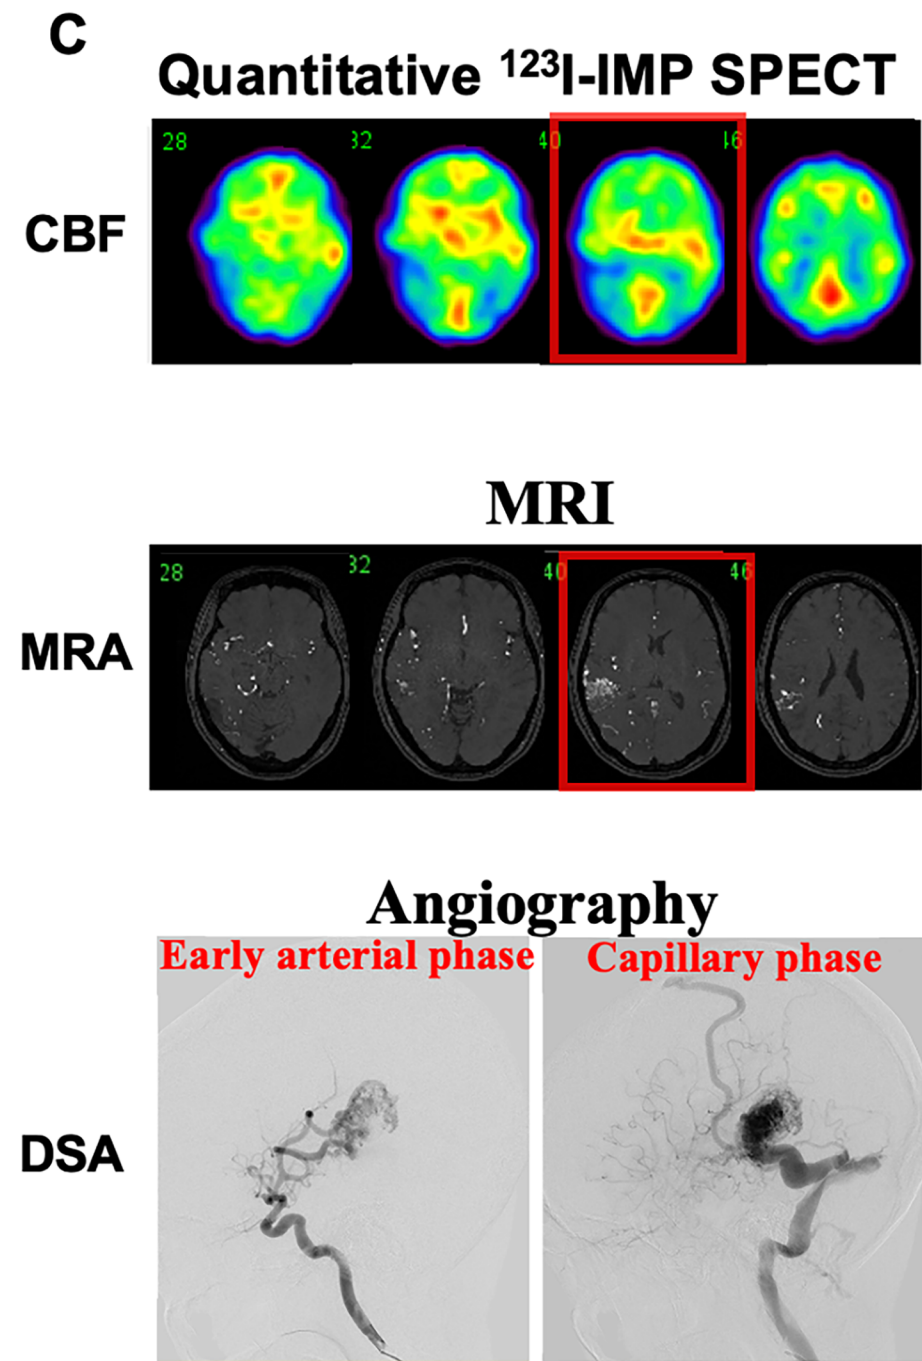 C
Quantitative ¹²³I-IMP SPECT
CBF
28
32
40
46
MRI
MRA
28
32
40
46
Angiography
Early arterial phase
Capillary phase
DSA